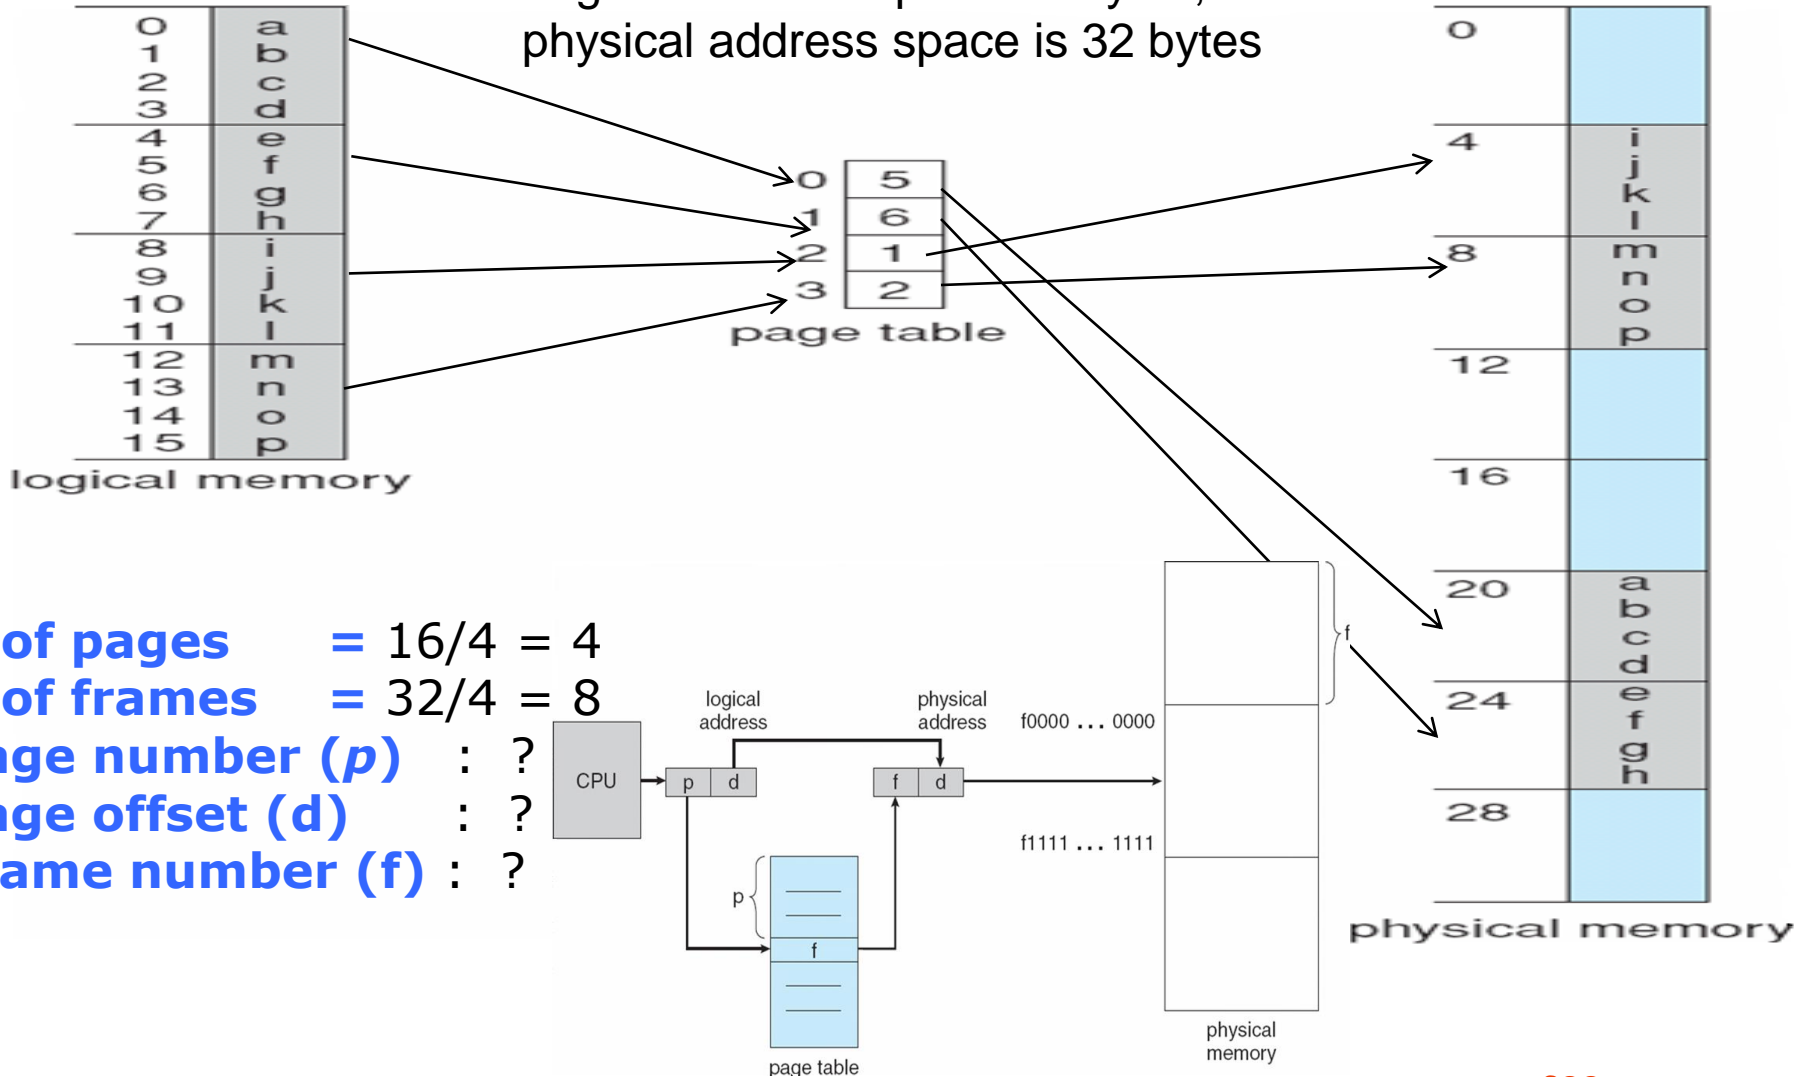 physical address space is 32 bytes
0 a
1 b
2 c
3 d
4 e
5 f
6 g
7 h
8 i
9 j
10 k
11 l
12 m
13 n
14 o
15 p
logical memory
0 5
1 6
2 1
3 2
page table
0
4 i
j
k
l
8 m
n
o
p
12
16
20 a
b
c
d
24 e
f
g
h
28
physical memory
of pages = 16/4 = 4
of frames = 32/4 = 8
number (p) : ?
offset (d) : ?
number (f) : ?
logical
address
physical
address
CPU
p d
f d
f0000 ... 0000
f1111 ... 1111
f
p
f
page table
physical
memory